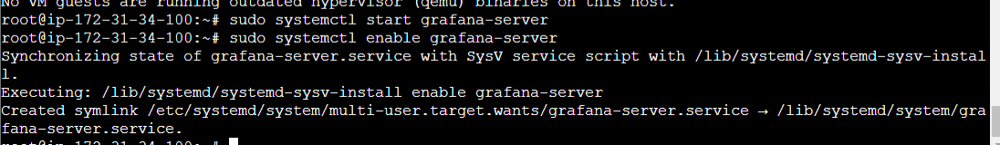 No VM guests are running outdated hypervisor (qemu) binaries on this host.
root@ip-172-31-34-100:~# sudo systemctl start grafana-server
root@ip-172-31-34-100:~# sudo systemctl enable grafana-server
Synchronizing state of grafana-server.service with SysV service script with /lib/systemd/systemd-sysv-instal
l.
Executing: /lib/systemd/systemd-sysv-install enable grafana-server
Created symlink /etc/systemd/system/multi-user.target.wants/grafana-server.service → /lib/systemd/system/gra
fana-server.service.
root@ip-172-31-34-100:~#